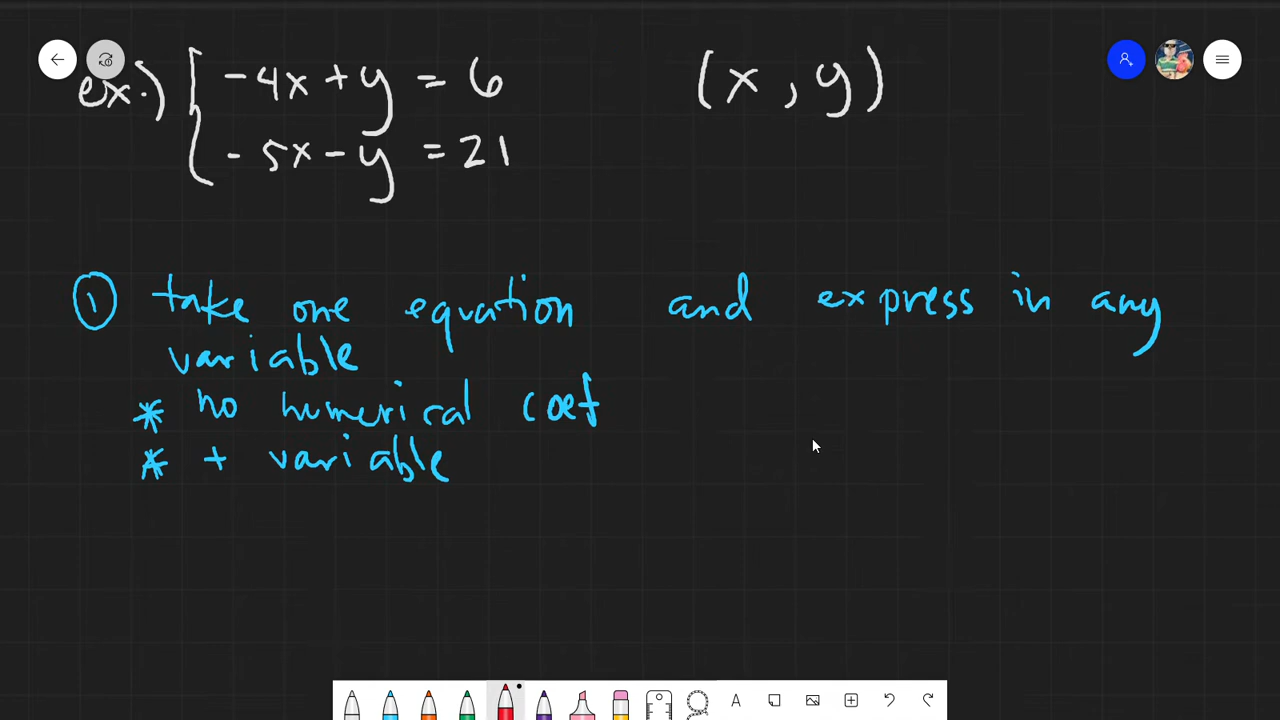 ex.) -4x+y = 6 (x, y)
-5x-y = 21
① take one equation and express in any
variable
* no numerical coef
* + variable
A